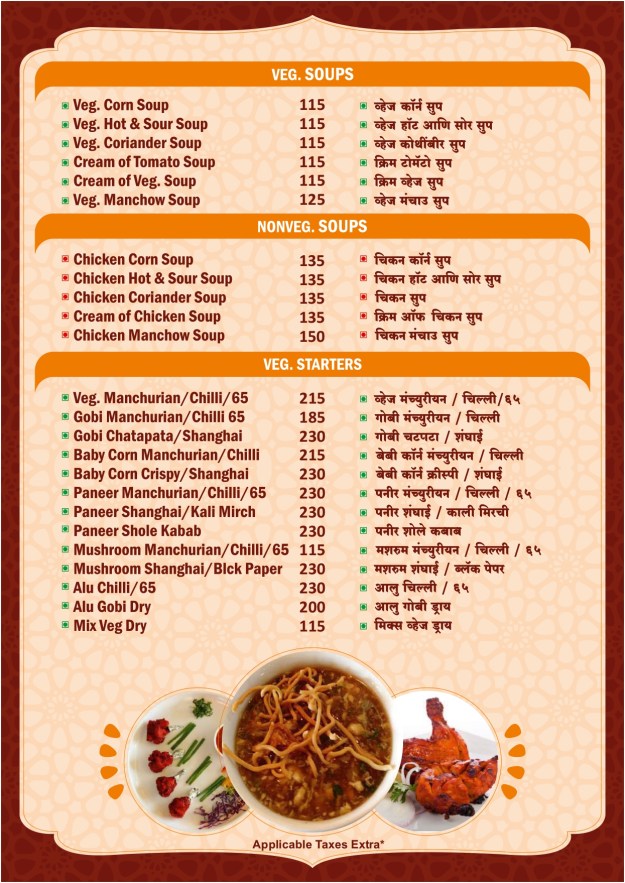 VEG. SOUPS
Veg. Corn Soup 115 व्हेज कॉर्न सुप
Veg. Hot & Sour Soup 115 व्हेज हॉट आणि सोर सुप
Veg. Coriander Soup 115 व्हेज कोथींबीर सुप
Cream of Tomato Soup 115 क्रिम टोमॅटो सुप
Cream of Veg. Soup 115 क्रिम व्हेज सुप
Veg. Manchow Soup 125 व्हेज मंचाउ सुप
NONVEG. SOUPS
Chicken Corn Soup 135 चिकन कॉर्न सुप
Chicken Hot & Sour Soup 135 चिकन हॉट आणि सोर सुप
Chicken Coriander Soup 135 चिकन सुप
Cream of Chicken Soup 135 क्रिम ऑफ चिकन सुप
Chicken Manchow Soup 150 चिकन मंचाउ सुप
VEG. STARTERS
Veg. Manchurian/Chilli/65 215 व्हेज मंच्युरीयन / चिल्ली/६५
Gobi Manchurian/Chilli 65 185 गोबी मंच्युरीयन / चिल्ली
Gobi Chatapata/Shanghai 230 गोबी चटपटा / शंघाई
Baby Corn Manchurian/Chilli 215 बेबी कॉर्न मंच्युरीयन / चिल्ली
Baby Corn Crispy/Shanghai 230 बेबी कॉर्न क्रीस्पी / शंघाई
Paneer Manchurian/Chilli/65 230 पनीर मंच्युरीयन / चिल्ली / ६५
Paneer Shanghai/Kali Mirch 230 पनीर शंघाई / काली मिरची
Paneer Shole Kabab 230 पनीर शोले कबाब
Mushroom Manchurian/Chilli/65 115 मशरुम मंच्युरीयन / चिल्ली / ६५
Mushroom Shanghai/Blck Paper 230 मशरुम शंघाई / ब्लॅक पेपर
Alu Chilli/65 230 आलु चिल्ली / ६५
Alu Gobi Dry 200 आलु गोबी ड्राय
Mix Veg Dry 115 मिक्स व्हेज ड्राय
Applicable Taxes Extra*